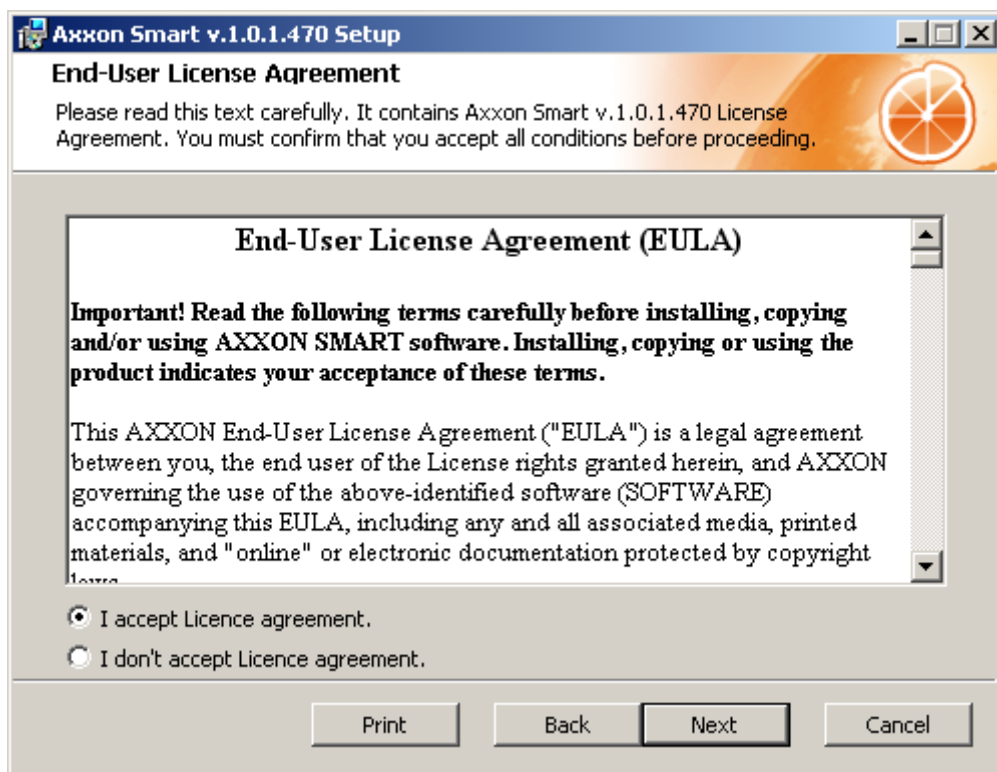 Axxon Smart v.1.0.1.470 Setup
End-User License Agreement
Please read this text carefully. It contains Axxon Smart v.1.0.1.470 License
Agreement. You must confirm that you accept all conditions before proceeding.
End-User License Agreement (EULA)
Important! Read the following terms carefully before installing, copying
and/or using AXXON SMART software. Installing, copying or using the
product indicates your acceptance of these terms.
This AXXON End-User License Agreement ("EULA") is a legal agreement
between you, the end user of the License rights granted herein, and AXXON
governing the use of the above-identified software (SOFTWARE)
accompanying this EULA, including any and all associated media, printed
materials, and "online" or electronic documentation protected by copyright
laws
I accept Licence agreement.
I don't accept Licence agreement.
Print
Back
Next
Cancel